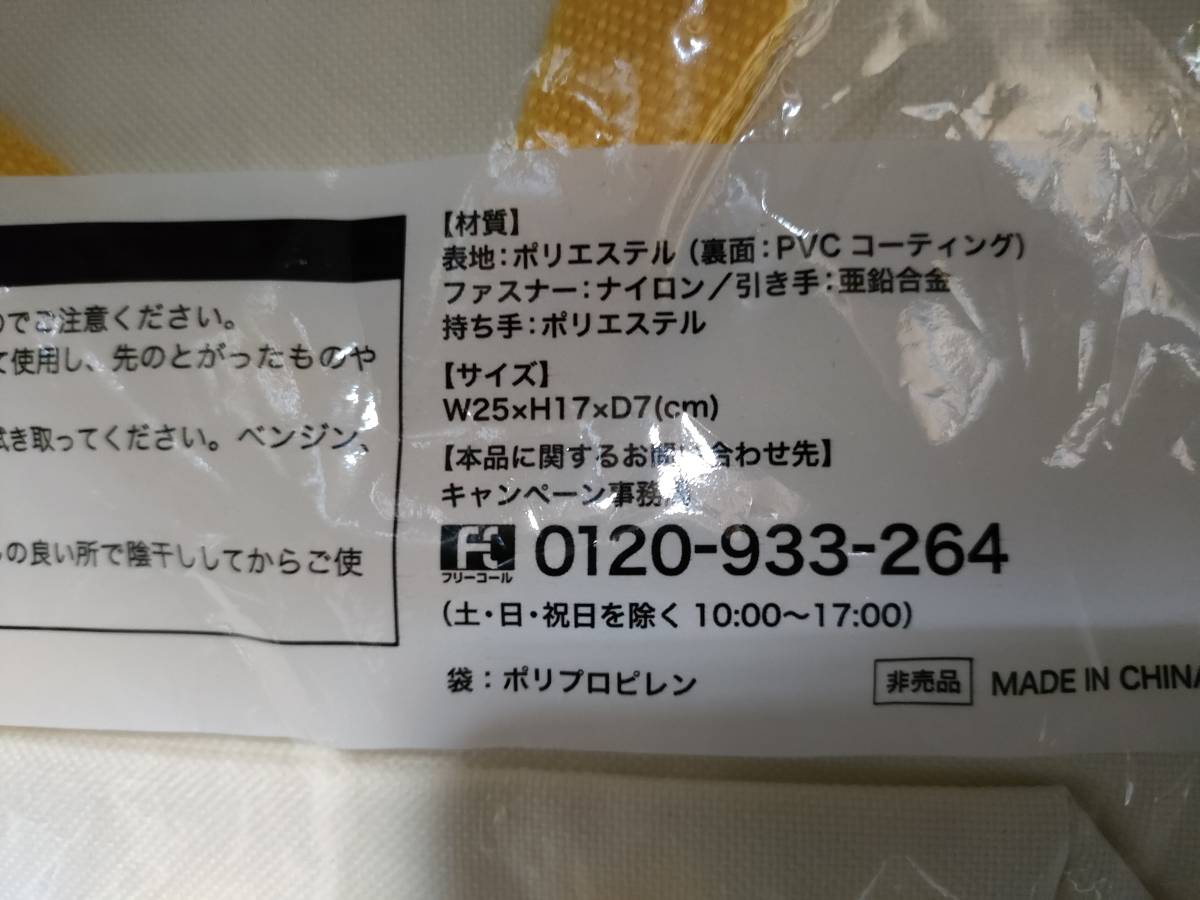 のでご注意ください。
て使用し、先のとがったものや
拭き取ってください。ベンジン、
しの良い所で陰干ししてからご使
【材質】
表地：ポリエステル（裏面：PVCコーティング）
ファスナー：ナイロン／引き手：亜鉛合金
持ち手：ポリエステル
【サイズ】
W25×H17×D7(cm)
【本品に関するお問い合わせ先】
キャンペーン事務局
フリーコール 0120-933-264
（土・日・祝日を除く 10:00～17:00）
袋：ポリプロピレン
非売品 MADE IN CHINA